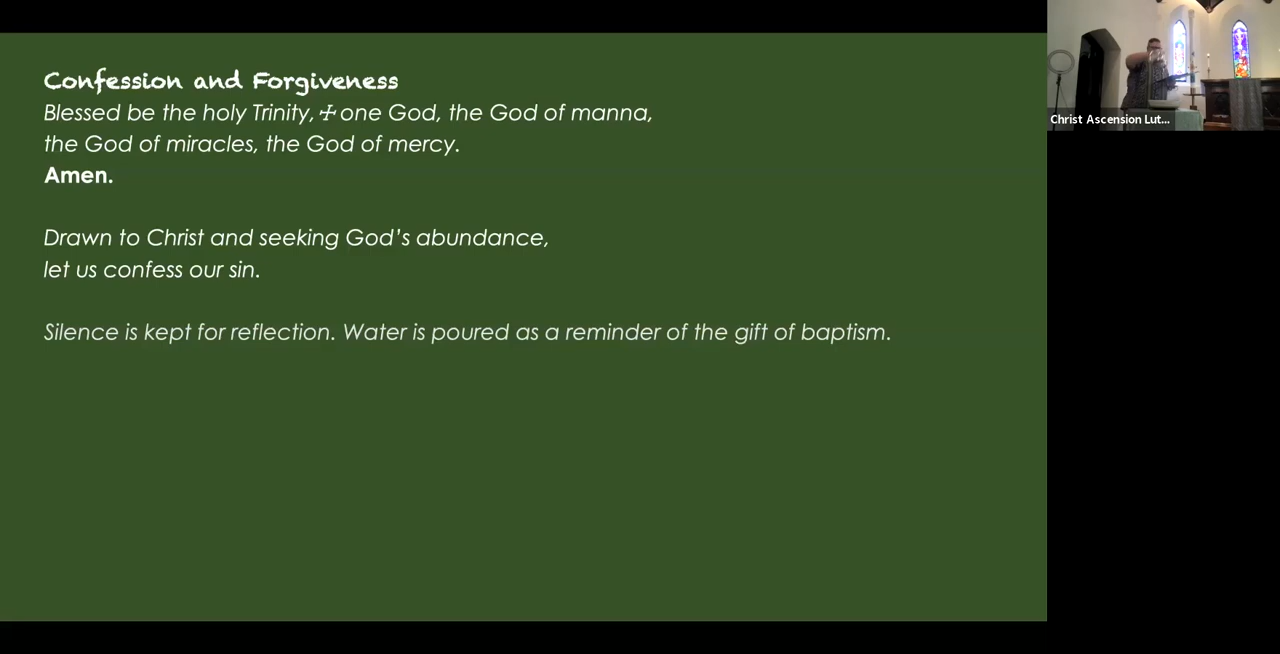 Confession and Forgiveness
Blessed be the holy Trinity, ☩ one God, the God of manna,
the God of miracles, the God of mercy.
Amen.
Drawn to Christ and seeking God’s abundance,
let us confess our sin.
Silence is kept for reflection. Water is poured as a reminder of the gift of baptism.
Christ Ascension Lut...